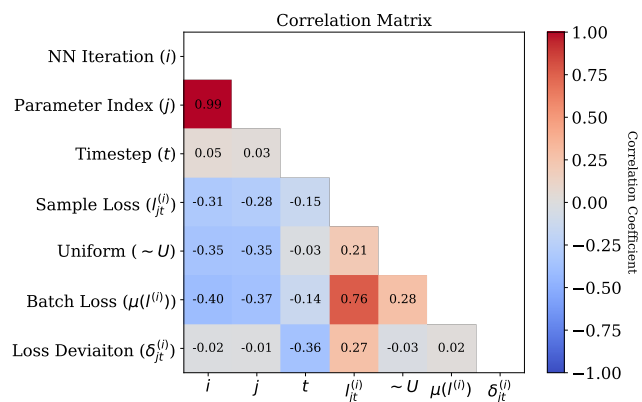 Correlation Matrix
NN Iteration (i)
Parameter Index (j) 0.99
Timestep (t) 0.05 0.03
Sample Loss (l_{jt}^{(i)}) -0.31 -0.28 -0.15
Uniform (∼U) -0.35 -0.35 -0.03 0.21
Batch Loss (μ(l^{(i)})) -0.40 -0.37 -0.14 0.76 0.28
Loss Deviaiton (δ_{jt}^{(i)}) -0.02 -0.01 -0.36 0.27 -0.03 0.02
i j t l_{jt}^{(i)} ∼U μ(l^{(i)}) δ_{jt}^{(i)}
1.00
0.75
0.50
0.25
0.00
−0.25
−0.50
−0.75
−1.00
Correlation Coefficient